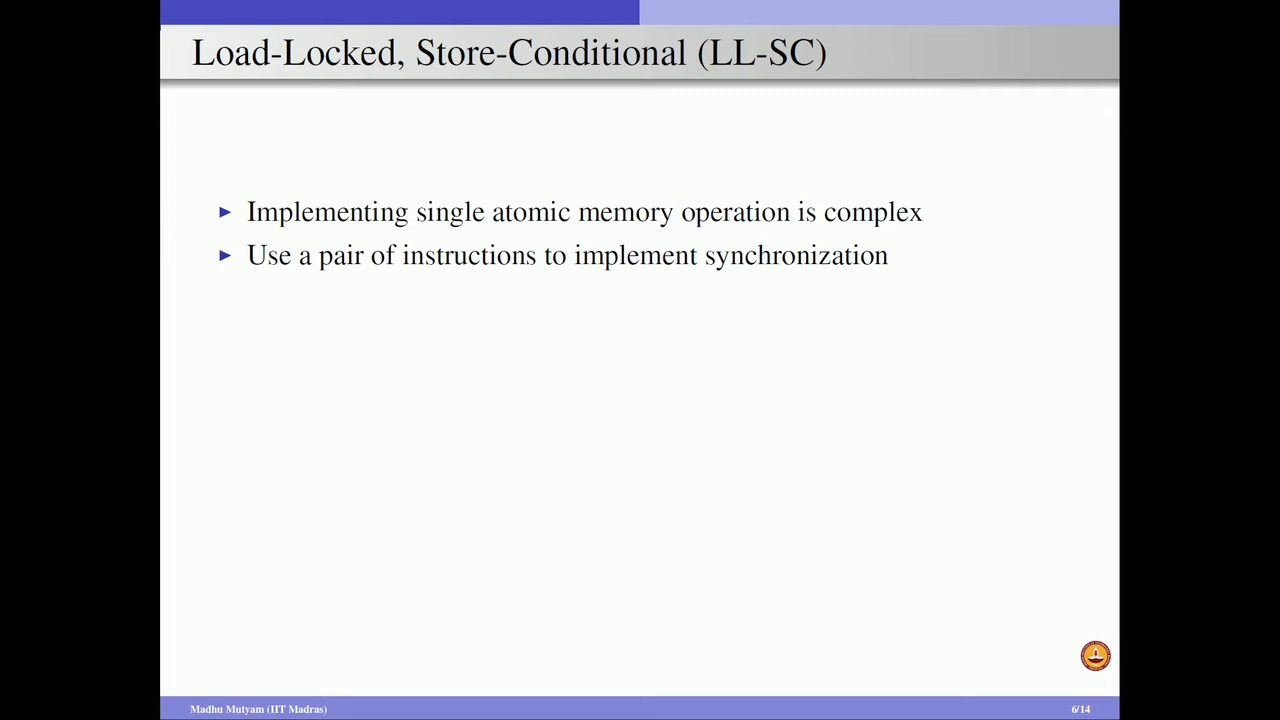 Load-Locked, Store-Conditional (LL-SC)
Implementing single atomic memory operation is complex
Use a pair of instructions to implement synchronization
Madhu Mutyam (IIT Madras)
6/14